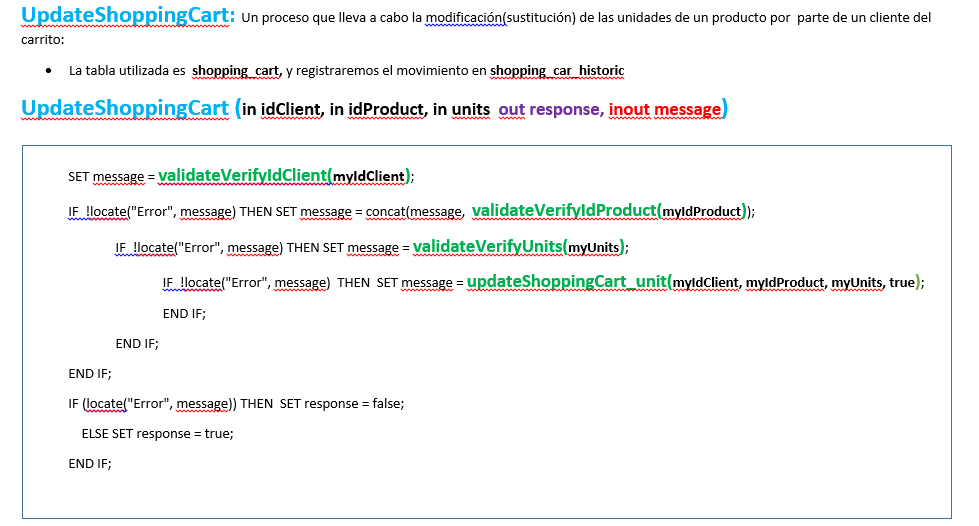 UpdateShoppingCart: Un proceso que lleva a cabo la modificación(sustitución) de las unidades de un producto por parte de un cliente del
carrito:
• La tabla utilizada es shopping_cart, y registraremos el movimiento en shopping_car_historic
UpdateShoppingCart (in idClient, in idProduct, in units out response, inout message)
SET message = validateVerifyIdClient(myIdClient);
IF !locate("Error", message) THEN SET message = concat(message, validateVerifyIdProduct(myIdProduct));
IF !locate("Error", message) THEN SET message = validateVerifyUnits(myUnits);
IF !locate("Error", message) THEN SET message = updateShoppingCart_unit(myIdClient, myIdProduct, myUnits, true);
END IF;
END IF;
END IF;
IF (locate("Error", message)) THEN SET response = false;
ELSE SET response = true;
END IF;